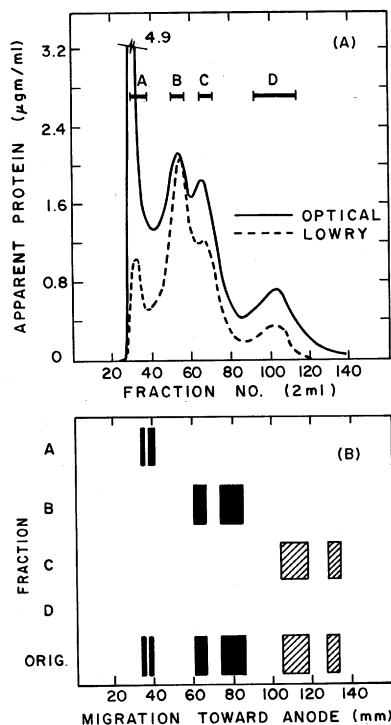 4.9
(A)
3.2
2.4
1.6
0.8
0
APPARENT PROTEIN (μgm/ml)
A B C D
OPTICAL
LOWRY
20 40 60 80 100 120 140
FRACTION NO. (2ml)
(B)
FRACTION
A
B
C
D
ORIG.
20 40 60 80 100 120 140
MIGRATION TOWARD ANODE (mm)